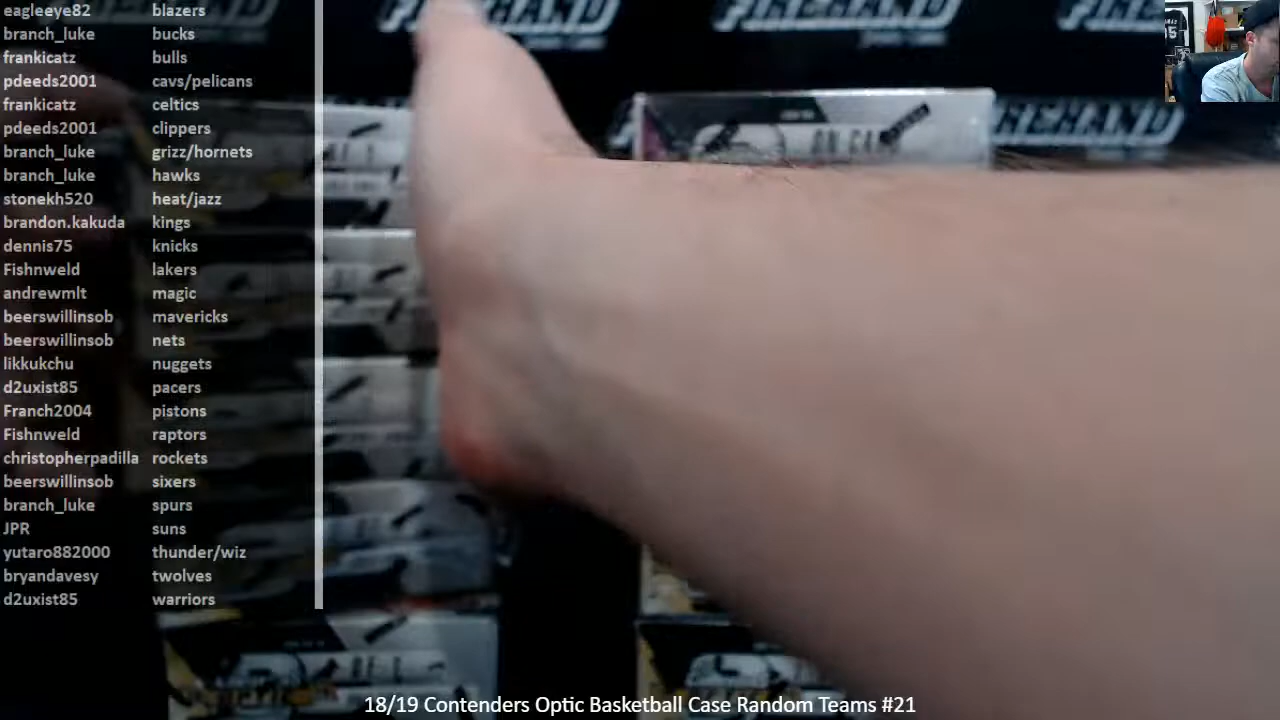 eagleeye82 blazers
branch_luke bucks
frankicatz bulls
pdeeds2001 cavs/pelicans
frankicatz celtics
pdeeds2001 clippers
branch_luke grizz/hornets
branch_luke hawks
stonekh520 heat/jazz
brandon.kakuda kings
dennis75 knicks
Fishnweld lakers
andrewmlt magic
beerswillinsob mavericks
beerswillinsob nets
likkukchu nuggets
d2uxist85 pacers
Franch2004 pistons
Fishnweld raptors
christopherpadilla rockets
beerswillinsob sixers
branch_luke spurs
JPR suns
yutaro882000 thunder/wiz
bryandavesy twolves
d2uxist85 warriors
18/19 Contenders Optic Basketball Case Random Teams #21